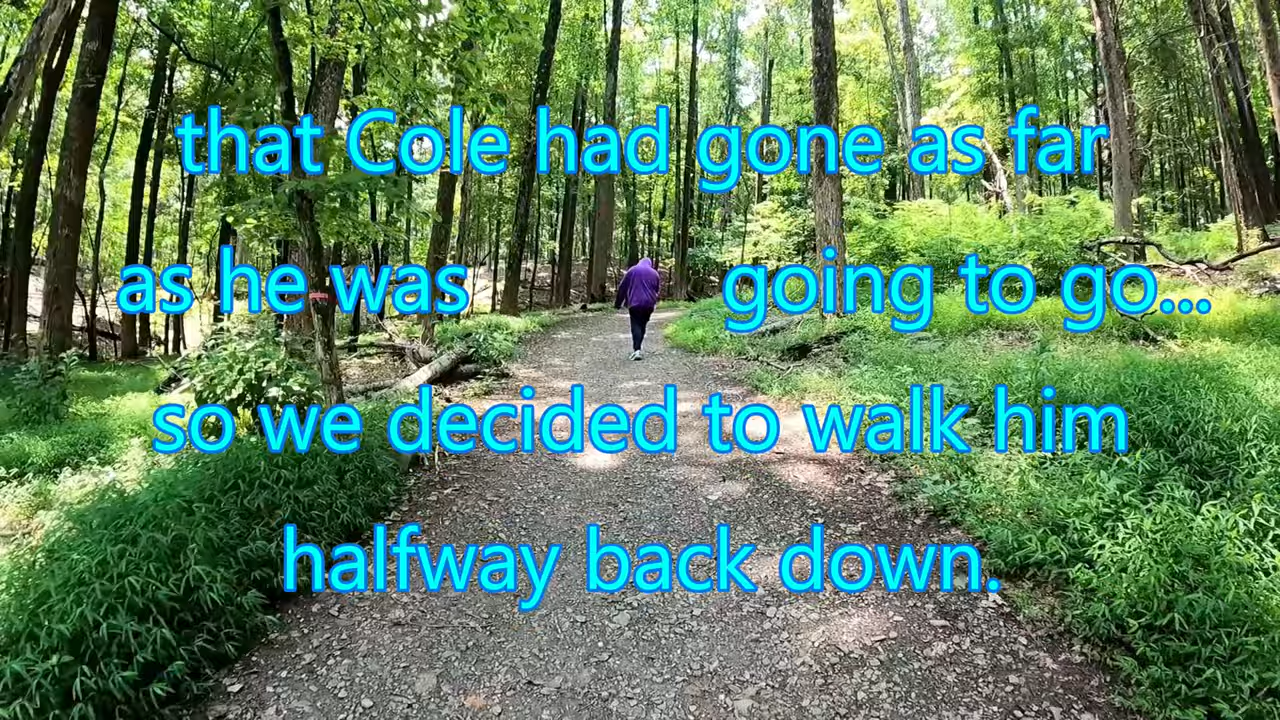 that Cole had gone as far
as he was going to go...
so we decided to walk him
halfway back down.